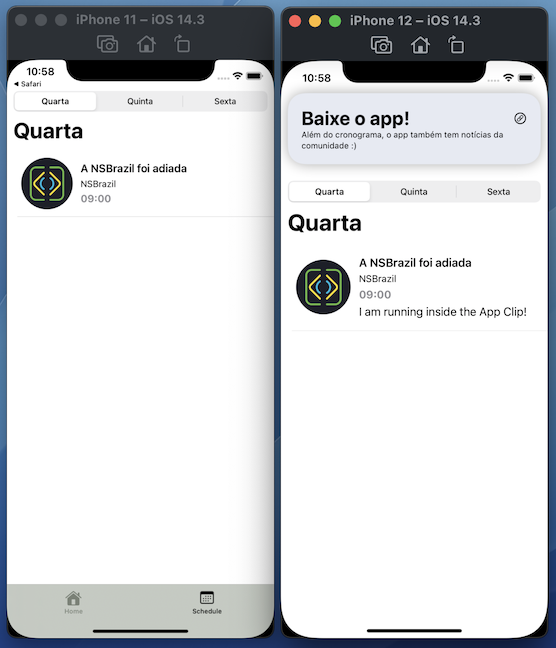 iPhone 11 – iOS 14.3
10:58
Safari
Quarta
Quinta
Sexta
Quarta
A NSBrazil foi adiada
NSBrazil
09:00
Home
Schedule
iPhone 12 – iOS 14.3
10:58
Baixe o app!
Além do cronograma, o app também tem notícias da
comunidade :)
Quarta
Quinta
Sexta
Quarta
A NSBrazil foi adiada
NSBrazil
09:00
I am running inside the App Clip!